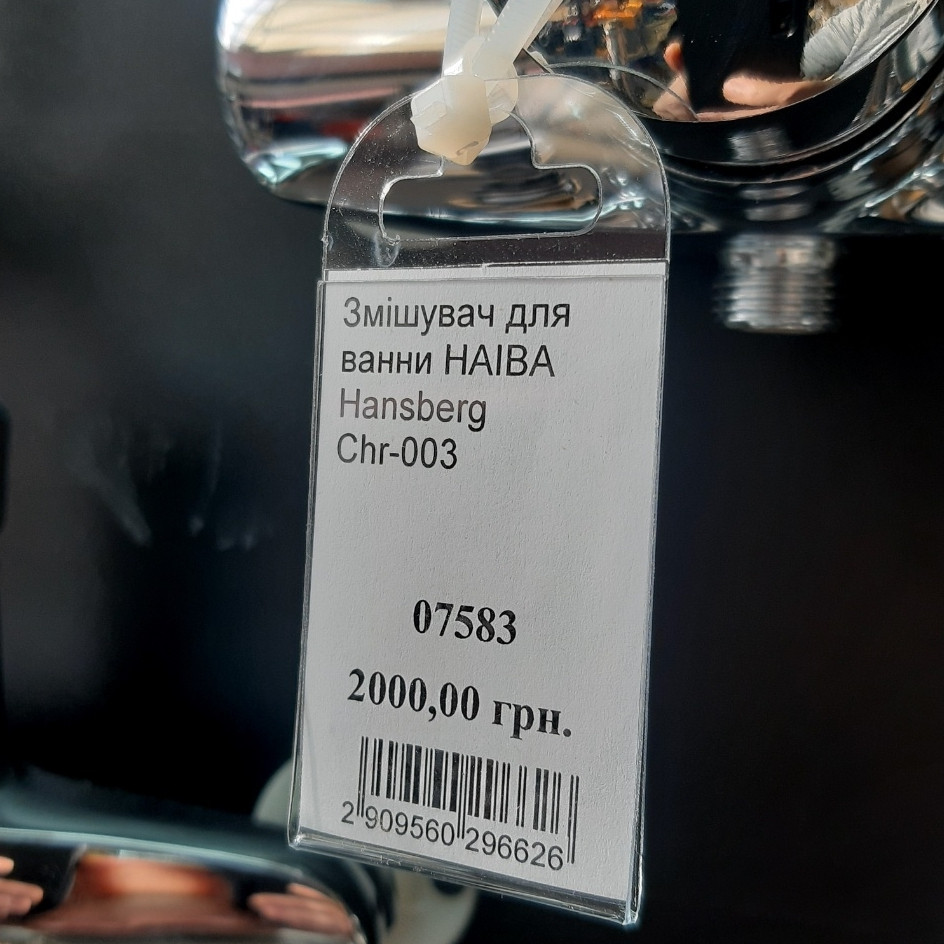 Змішувач для
ванни HAIBA
Hansberg
Chr-003
07583
2000,00 грн.
2 909560 296626